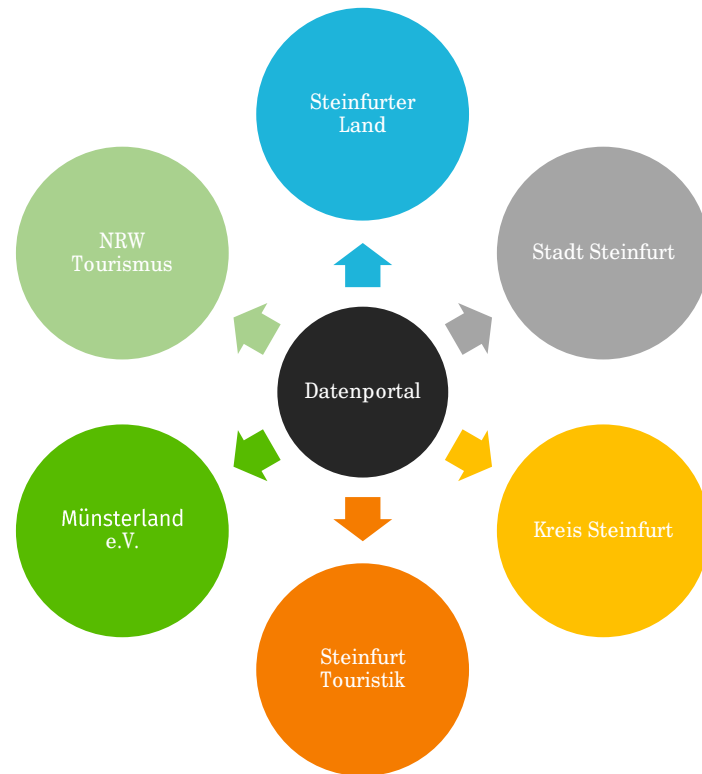 Steinfurter
Land
NRW
Tourismus
Stadt Steinfurt
Datenportal
Münsterland
e.V.
Kreis Steinfurt
Steinfurt
Touristik